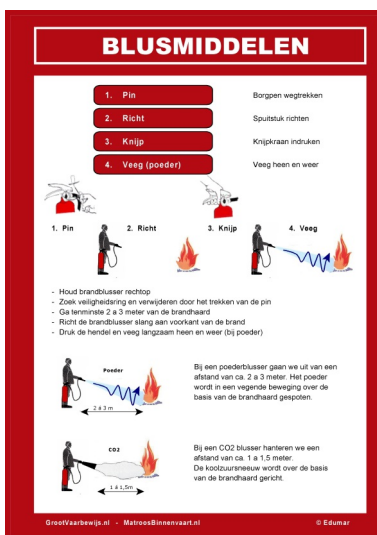 BLUSMIDDELEN
1. Pin Borgpen wegtrekken
2. Richt Spuitstuk richten
3. Knijp Knijpkraan indruken
4. Veeg (poeder) Veeg heen en weer
1. Pin 2. Richt 3. Knijp 4. Veeg
- Houd brandblusser rechtop
- Zoek veiligheidsring en verwijderen door het trekken van de pin
- Ga tenminste 2 a 3 meter van de brandhaard
- Richt de brandblusser slang aan voorkant van de brand
- Druk de hendel en veeg langzaam heen en weer (bij poeder)
Poeder
2 á 3 m
Bij een poederblusser gaan we uit van een
afstand van ca. 2 a 3 meter. Het poeder
wordt in een vegende beweging over de
basis van de brandhaard gespoten.
CO2
1 á 1,5m
Bij een CO2 blusser hanteren we een
afstand van ca. 1 a 1,5 meter.
De koolzuursneeuw wordt over de basis
van de brandhaard gericht.
GrootVaarbewijs.nl - MatroosBinnenvaart.nl © Edumar